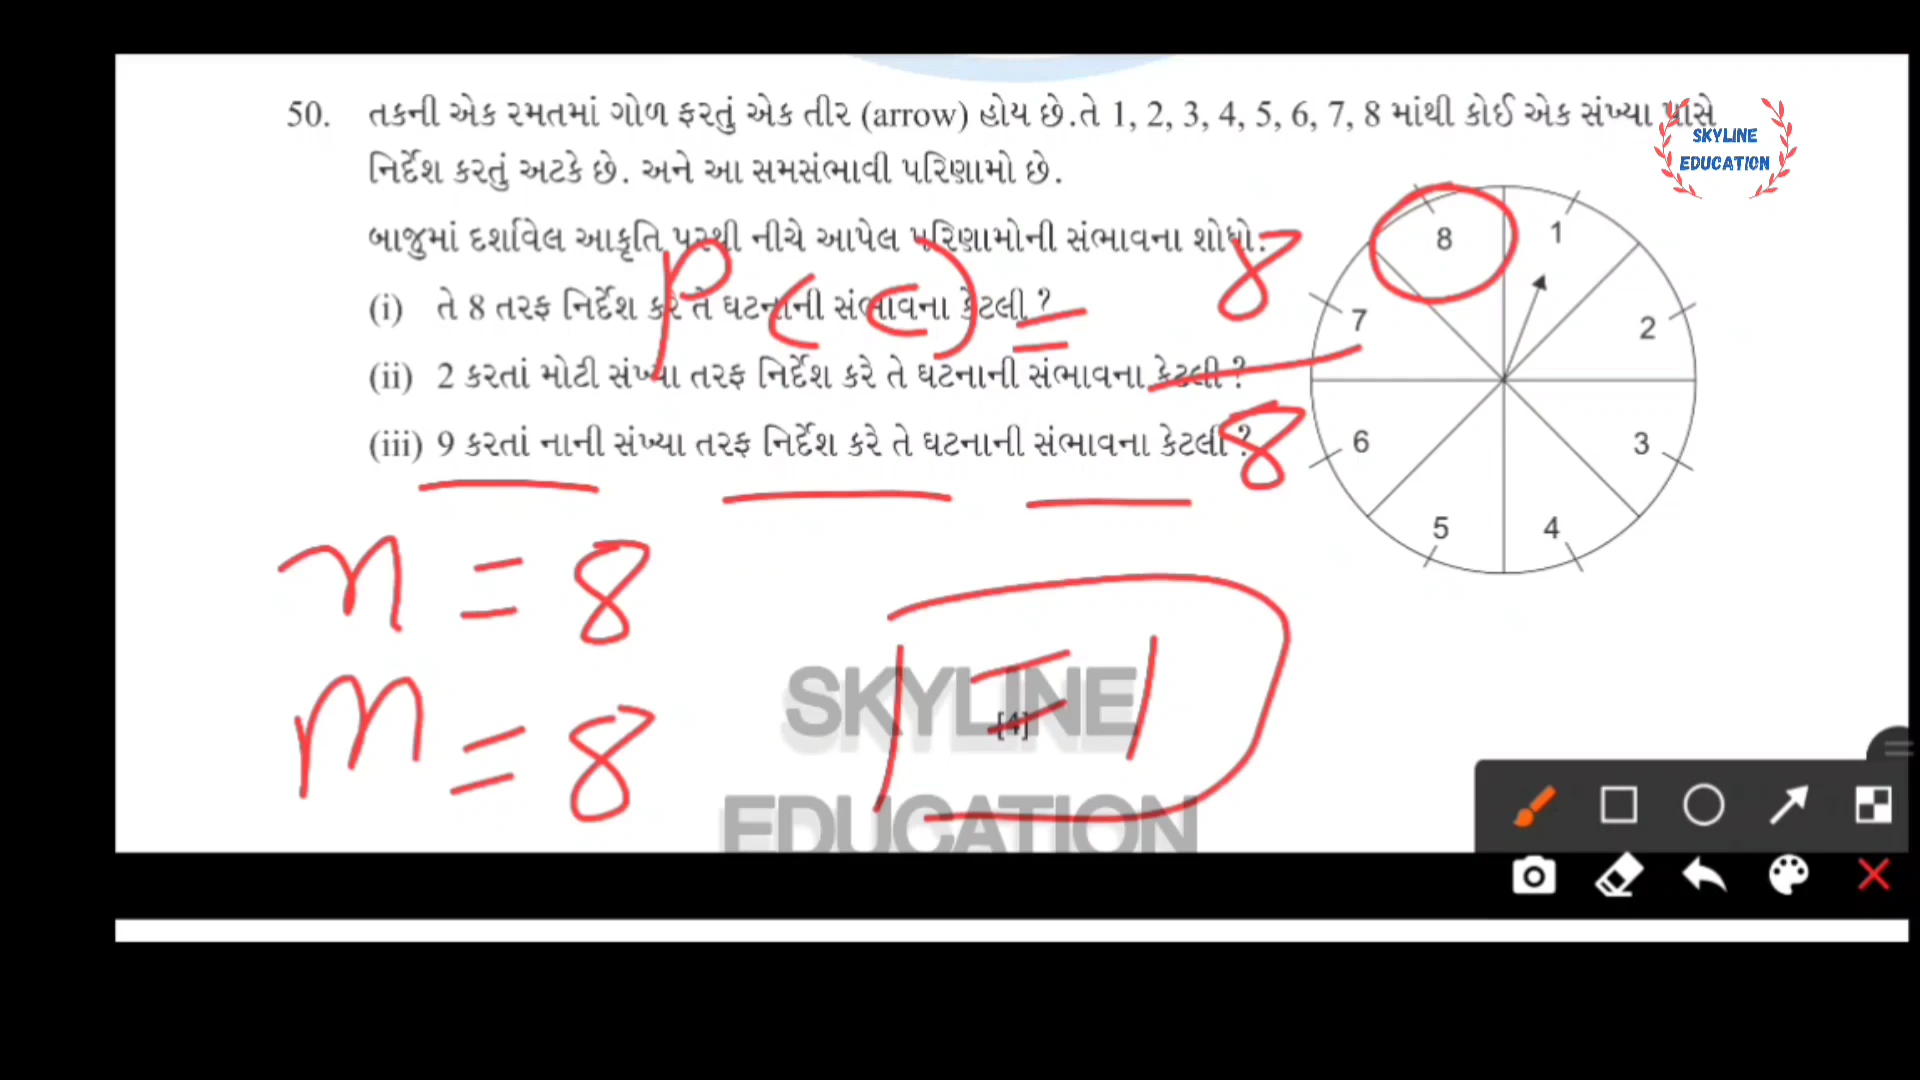 50. તકની એક રમતમાં ગોળ ફરતું એક તીર (arrow) હોય છે.તે 1, 2, 3, 4, 5, 6, 7, 8 માંથી કોઈ એક સંખ્યા પાસે
SKYLINE
EDUCATION
નિર્દેશ કરતું અટકે છે. અને આ સમસંભાવી પરિણામો છે.
બાજુમાં દર્શાવેલ આકૃતિ પરથી નીચે આપેલ પરિણામોની સંભાવના શોધો.
(i) તે 8 તરફ નિર્દેશ કરે તે ઘટનાની સંભાવના કેટલી ?
(ii) 2 કરતાં મોટી સંખ્યા તરફ નિર્દેશ કરે તે ઘટનાની સંભાવના કેટલી ?
(iii) 9 કરતાં નાની સંખ્યા તરફ નિર્દેશ કરે તે ઘટનાની સંભાવના કેટલી ?
P(C) = 8
8
8 1
7 2
6 3
5 4
n = 8
m = 8
= 1
[4]
SKYLINE
EDUCATION